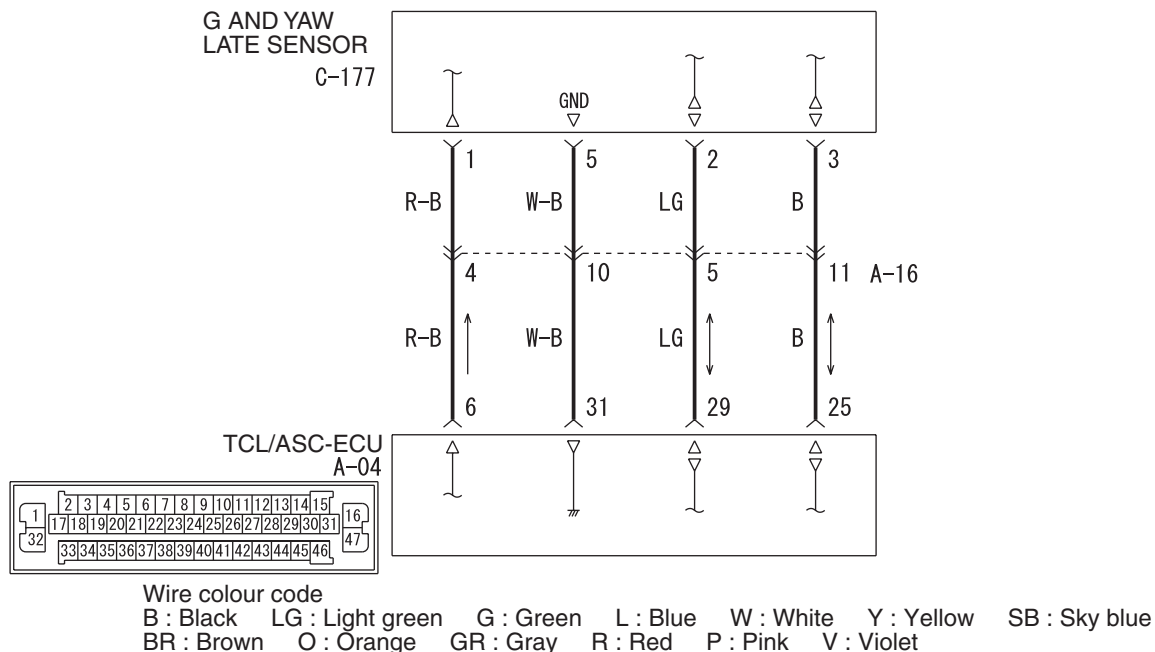 G AND YAW
LATE SENSOR
C-177
GND
1 5 2 3
R-B W-B LG B
4 10 5 11 A-16
R-B W-B LG B
6 31 29 25
TCL/ASC-ECU
A-04
1 2 3 4 5 6 7 8 9 10 11 12 13 14 15 16
17 18 19 20 21 22 23 24 25 26 27 28 29 30 31
32 33 34 35 36 37 38 39 40 41 42 43 44 45 46 47
Wire colour code
B : Black LG : Light green G : Green L : Blue W : White Y : Yellow SB : Sky blue
BR : Brown O : Orange GR : Gray R : Red P : Pink V : Violet